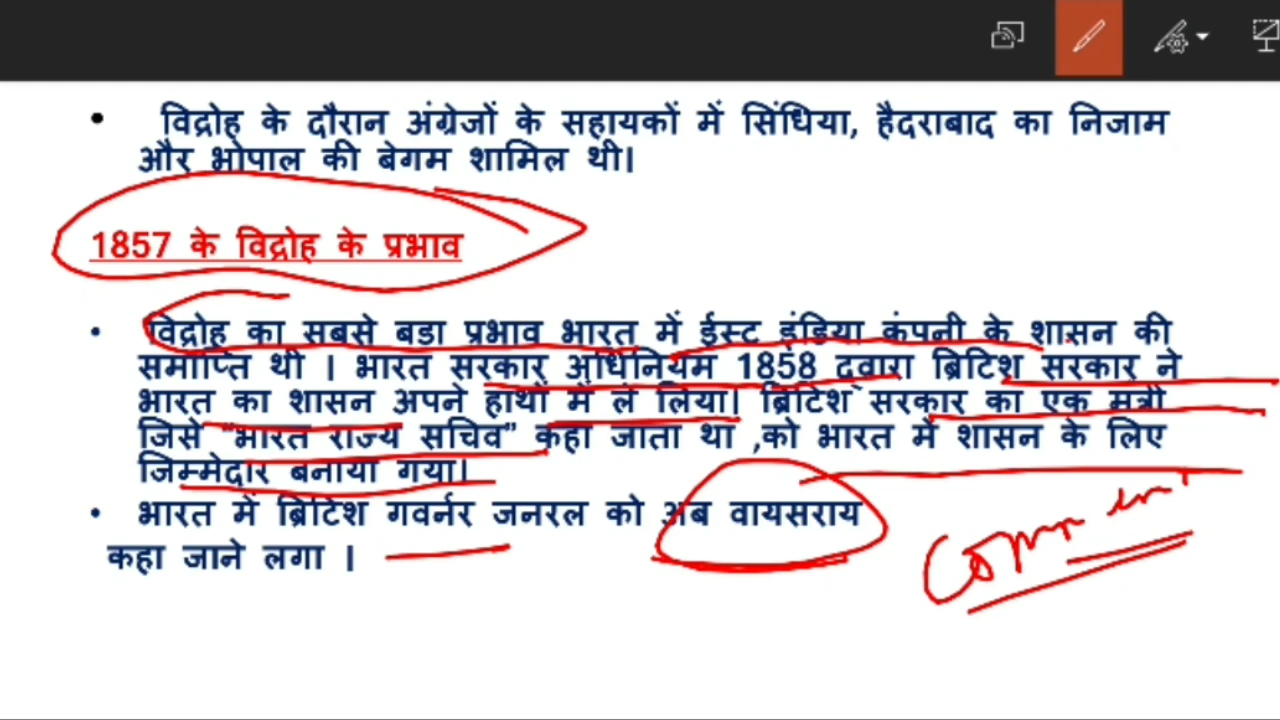 • विद्रोह के दौरान अंग्रेजों के सहायकों में सिंधिया, हैदराबाद का निजाम
और भोपाल की बेगम शामिल थी।
1857 के विद्रोह के प्रभाव
• विद्रोह का सबसे बडा प्रभाव भारत में ईस्ट इंडिया कंपनी के शासन की
समाप्ति थी । भारत सरकार अधिनियम 1858 द्वारा ब्रिटिश सरकार ने
भारत का शासन अपने हाथों में ले लिया। ब्रिटिश सरकार का एक मंत्री
जिसे "भारत राज्य सचिव" कहा जाता था ,को भारत में शासन के लिए
जिम्मेदार बनाया गया।
• भारत में ब्रिटिश गवर्नर जनरल को अब वायसराय
कहा जाने लगा ।
Comment